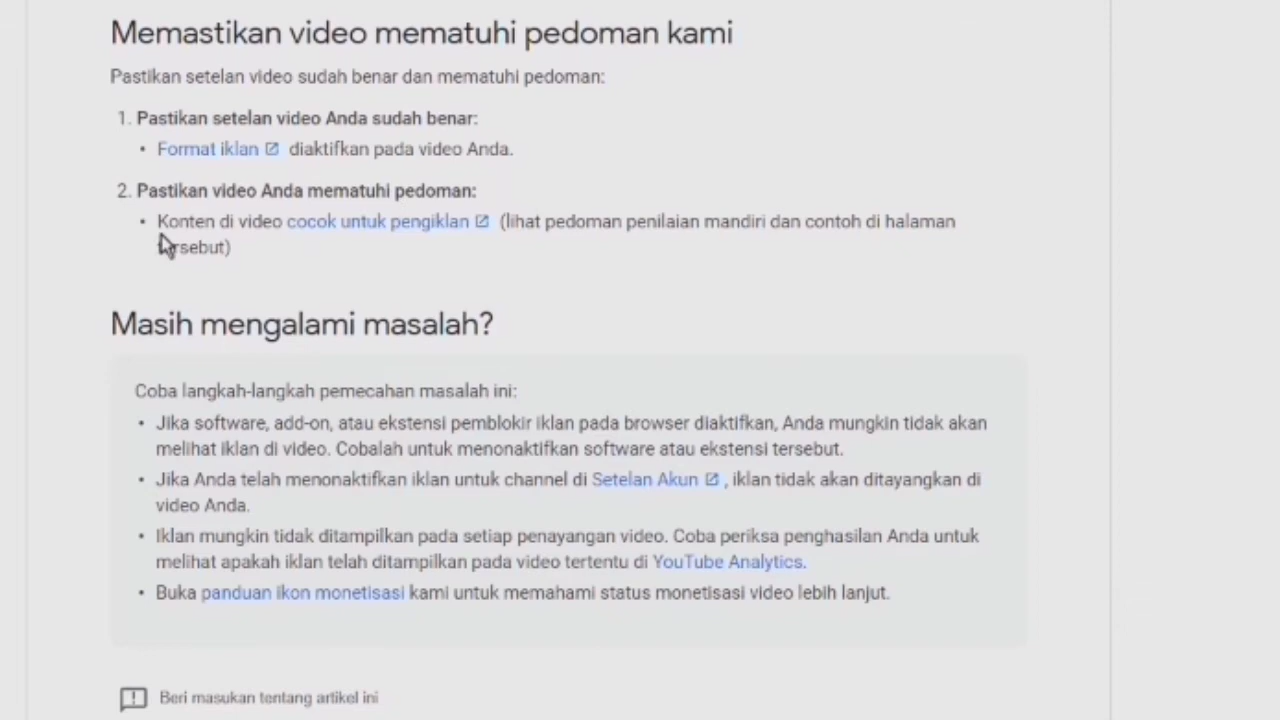 Memastikan video mematuhi pedoman kami
Pastikan setelan video sudah benar dan mematuhi pedoman:
1. Pastikan setelan video Anda sudah benar:
• Format iklan diaktifkan pada video Anda.
2. Pastikan video Anda mematuhi pedoman:
• Konten di video cocok untuk pengiklan (lihat pedoman penilaian mandiri dan contoh di halaman
tersebut)
Masih mengalami masalah?
Coba langkah-langkah pemecahan masalah ini:
• Jika software, add-on, atau ekstensi pemblokir iklan pada browser diaktifkan, Anda mungkin tidak akan
melihat iklan di video. Cobalah untuk menonaktifkan software atau ekstensi tersebut.
• Jika Anda telah menonaktifkan iklan untuk channel di Setelan Akun , iklan tidak akan ditayangkan di
video Anda.
• Iklan mungkin tidak ditampilkan pada setiap penayangan video. Coba periksa penghasilan Anda untuk
melihat apakah iklan telah ditampilkan pada video tertentu di YouTube Analytics.
• Buka panduan ikon monetisasi kami untuk memahami status monetisasi video lebih lanjut.
Beri masukan tentang artikel ini